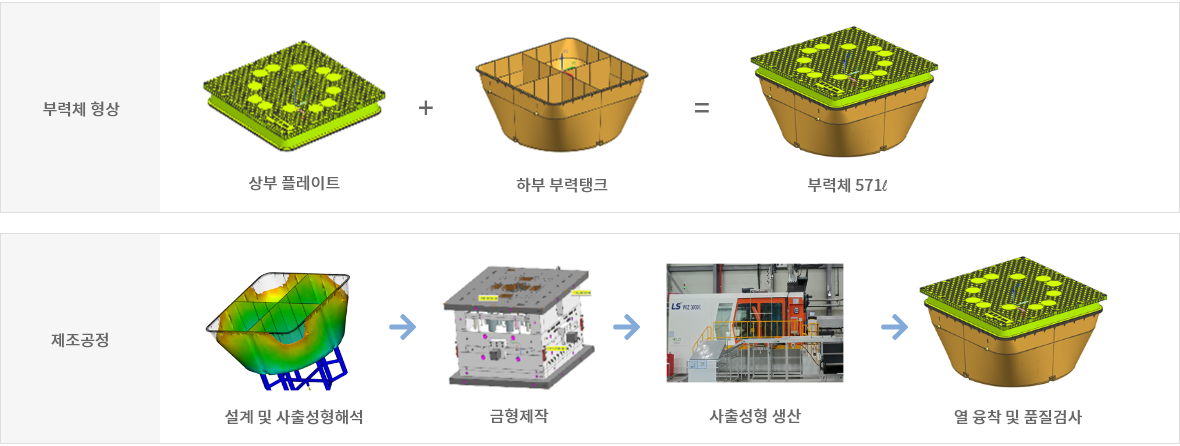 부력체 형상
+
=
상부 플레이트
하부 부력탱크
부력체 571ℓ
제조공정
LS
설계 및 사출성형해석
금형제작
사출성형 생산
열 융착 및 품질검사